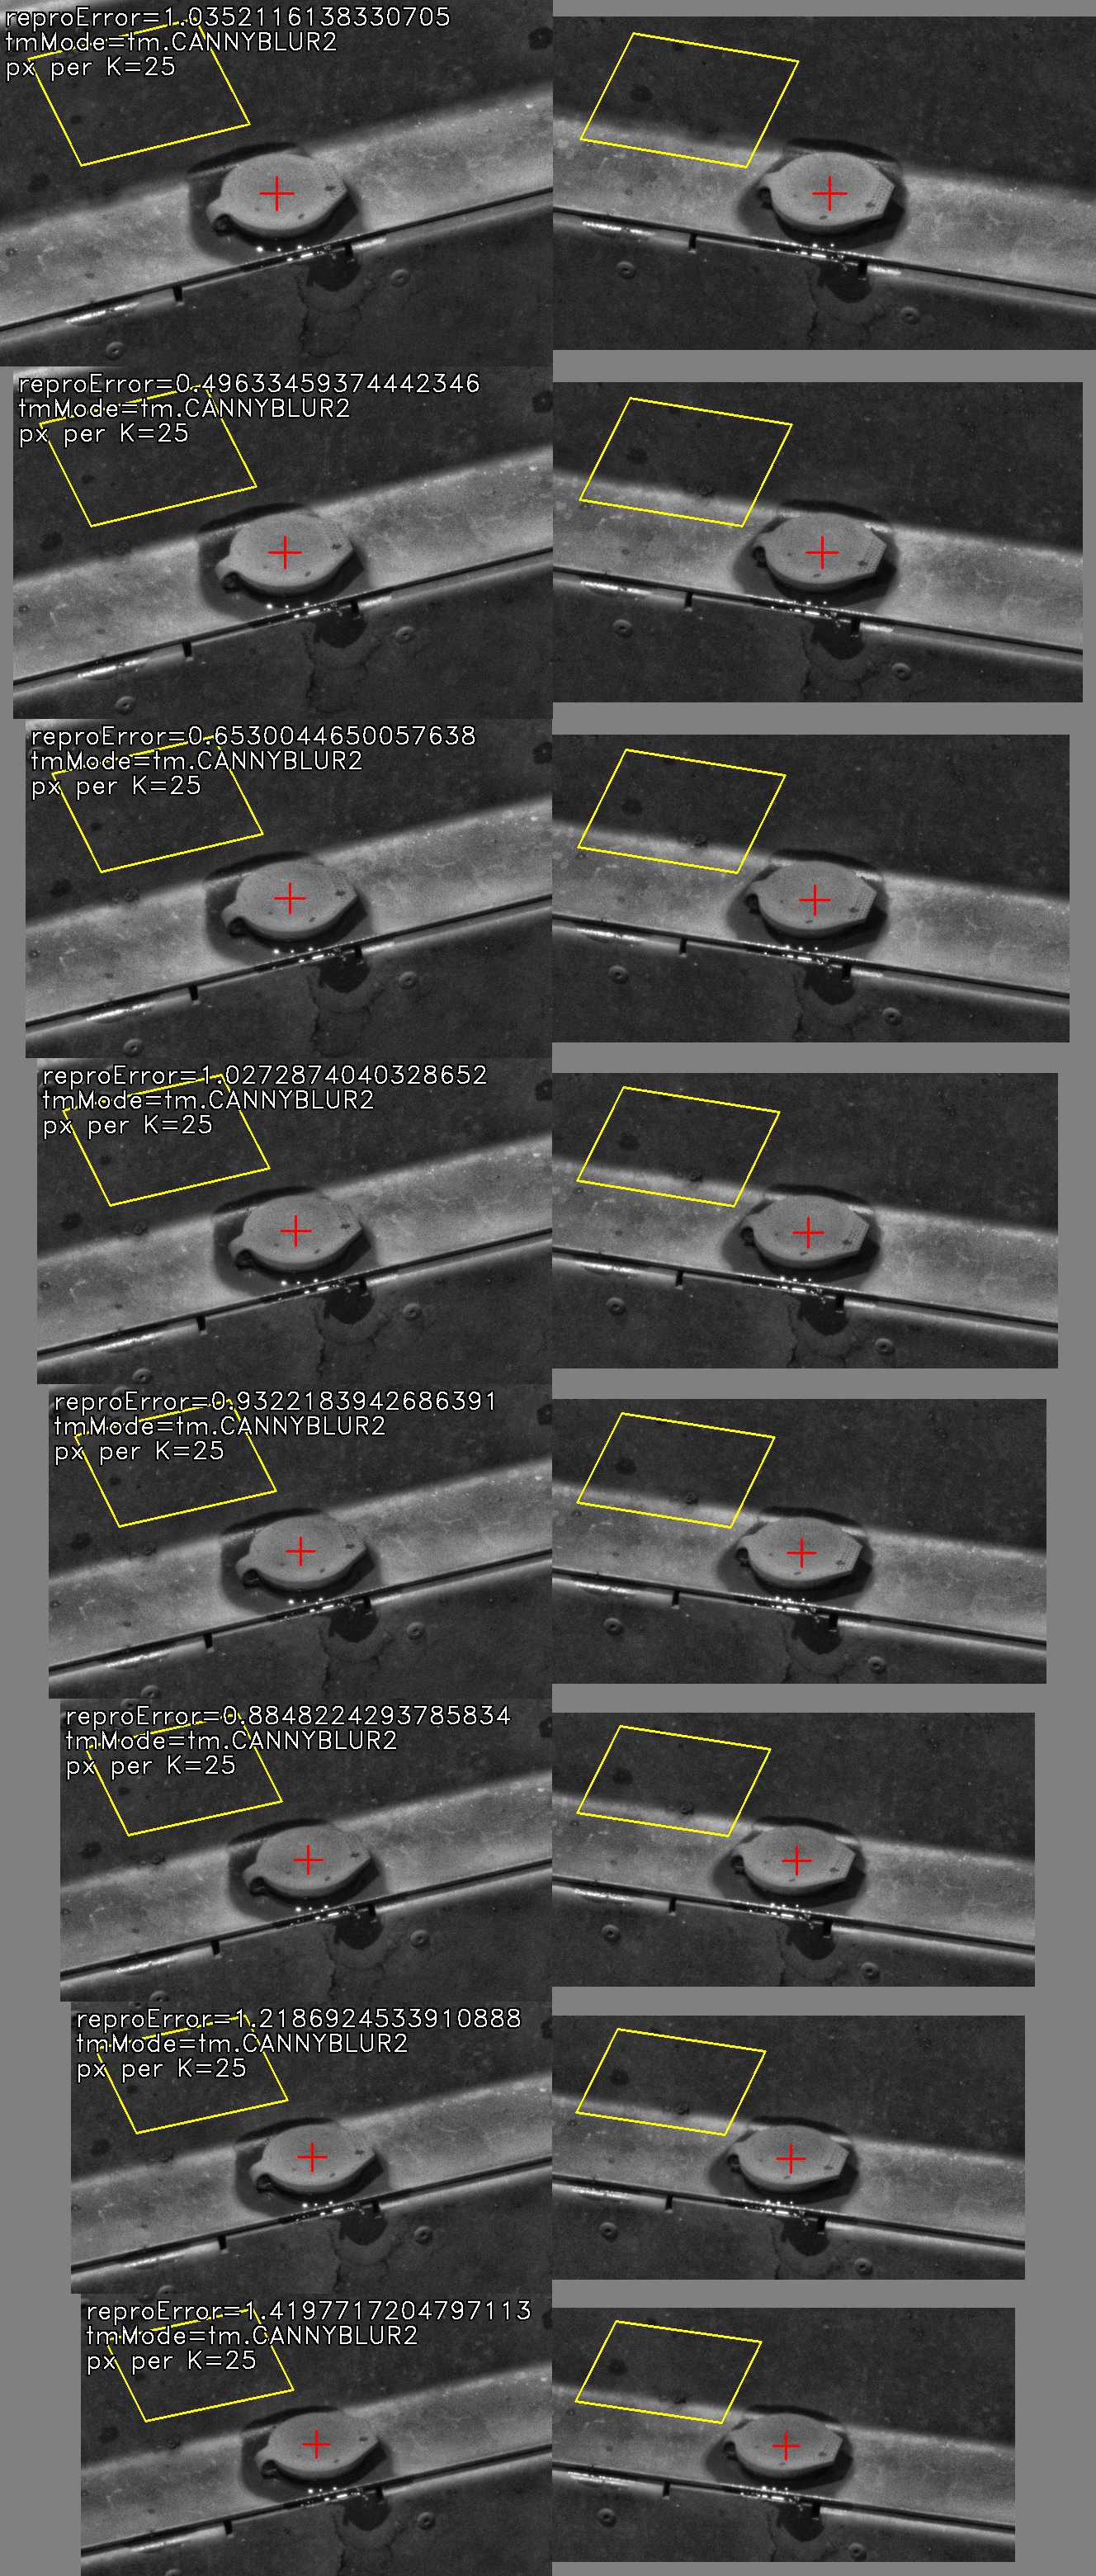 reproError=1.0352116138330705
tmMode=tm.CANNYBLUR2
px per K=25
reproError=0.49633459374442346
tmMode=tm.CANNYBLUR2
px per K=25
reproError=0.6530044650057638
tmMode=tm.CANNYBLUR2
px per K=25
reproError=1.0272874040328652
tmMode=tm.CANNYBLUR2
px per K=25
reproError=0.9322183942686391
tmMode=tm.CANNYBLUR2
px per K=25
reproError=0.8848224293785834
tmMode=tm.CANNYBLUR2
px per K=25
reproError=1.2186924533910888
tmMode=tm.CANNYBLUR2
px per K=25
reproError=1.4197717204797113
tmMode=tm.CANNYBLUR2
px per K=25